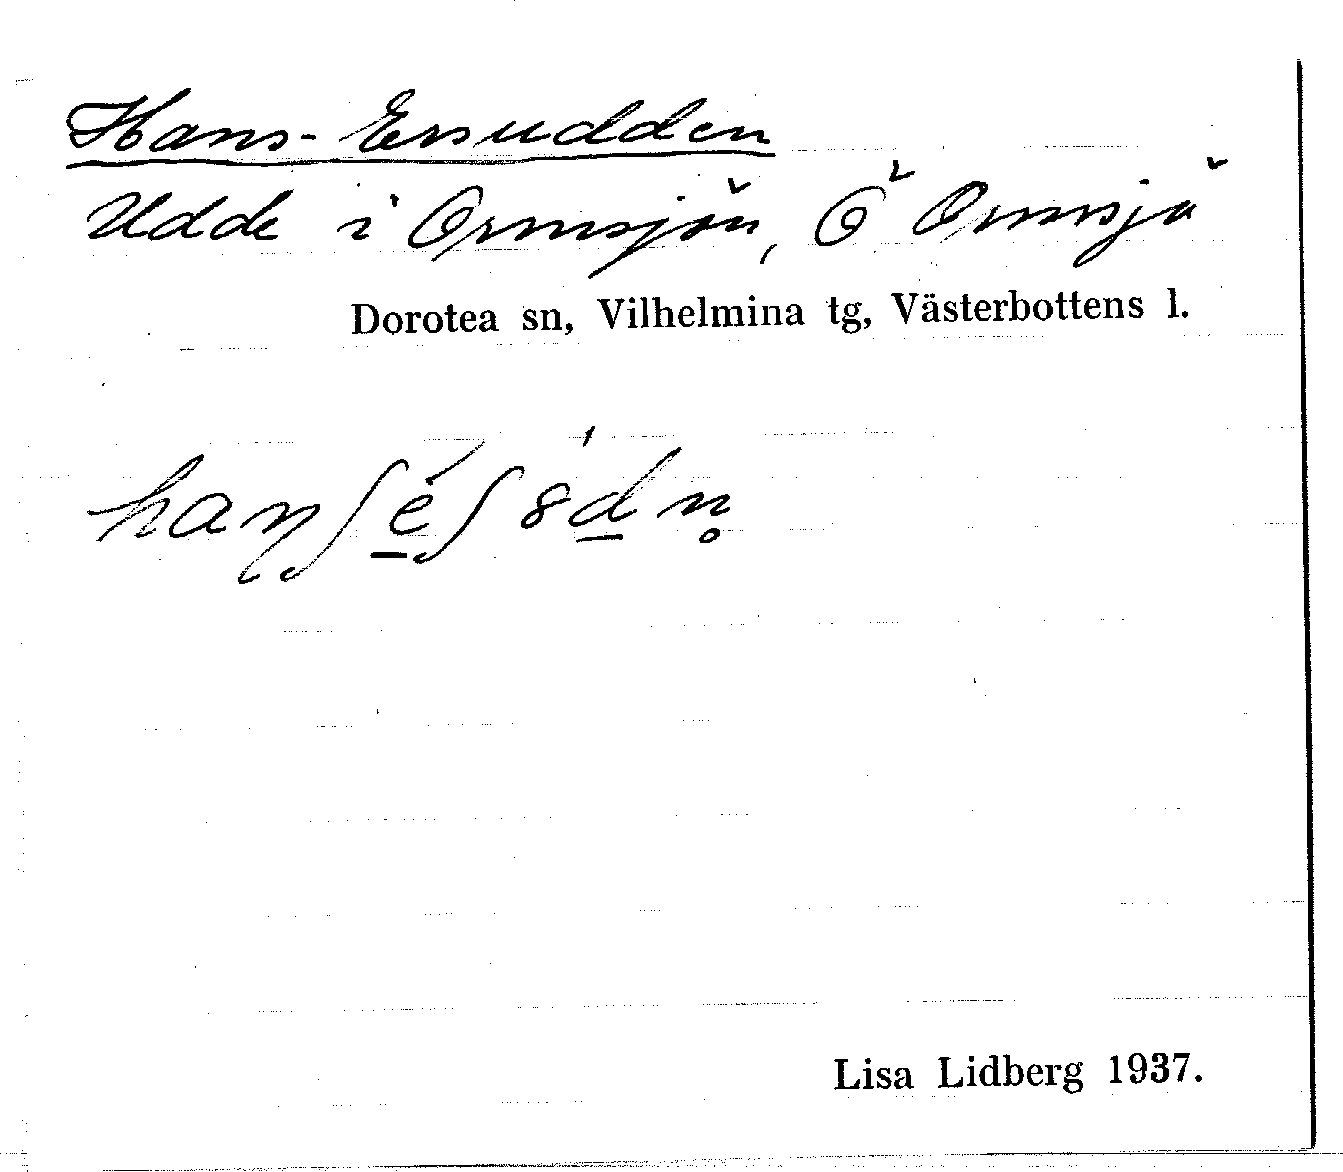 Hans-Ersudden
Udde i Ormsjön, Ö Ormsjö
Dorotea sn, Vilhelmina tg, Västerbottens l.
Lisa Lidberg 1937.